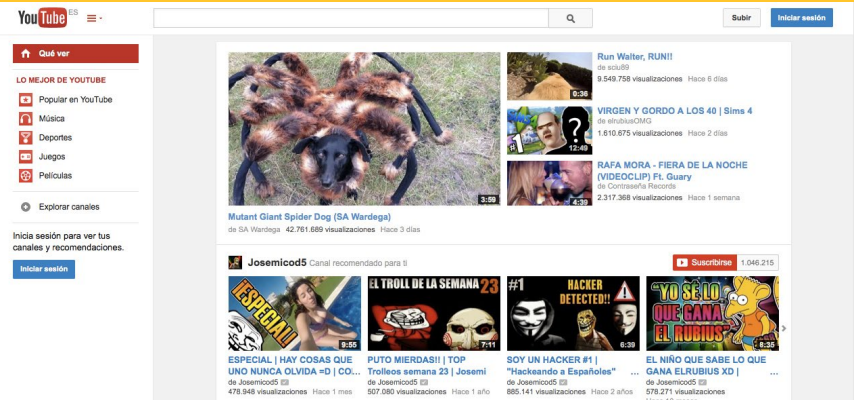 YouTube ES
Subir
Iniciar sesión
Qué ver
LO MEJOR DE YOUTUBE
Popular en YouTube
Música
Deportes
Juegos
Películas
Explorar canales
Inicia sesión para ver tus
canales y recomendaciones.
Iniciar sesión
3:59
Mutant Giant Spider Dog (SA Wardega)
de SA Wardega 42.761.689 visualizaciones Hace 3 días
0:36
Run Walter, RUN!!
de sciu89
9.549.758 visualizaciones Hace 6 días
#1
?
12:49
VIRGEN Y GORDO A LOS 40 | Sims 4
de elrubiusOMG
1.610.675 visualizaciones Hace 2 días
4:39
RAFA MORA - FIERA DE LA NOCHE
(VIDEOCLIP) Ft. Guary
de Contraseña Records
2.317.368 visualizaciones Hace 1 semana
Josemicod5 Canal recomendado para ti
Suscribirse 1.046.215
¡ESPECIAL!
9:55
ESPECIAL | HAY COSAS QUE
UNO NUNCA OLVIDA =D | CO...
de Josemicod5
478.948 visualizaciones Hace 1 mes
EL TROLL DE LA SEMANA 23
7:11
PUTO MIERDAS!! | TOP
Trolleos semana 23 | Josemi
de Josemicod5
507.080 visualizaciones Hace 1 año
#1
HACKER
DETECTED!!
6:39
SOY UN HACKER #1 |
"Hackeando a Españoles" ...
de Josemicod5
885.141 visualizaciones Hace 2 años
"YO SE LO
QUE GANA
EL RUBIUS"
8:35
EL NIÑO QUE SABE LO QUE
GANA ELRUBIUS XD | ...
de Josemicod5
578.271 visualizaciones